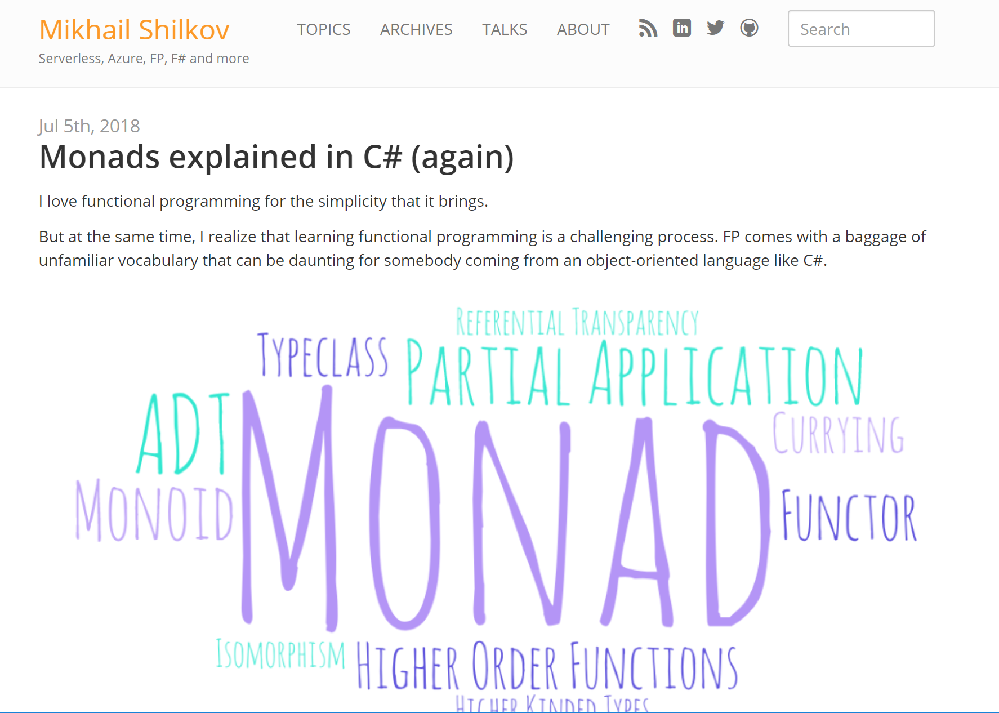 Mikhail Shilkov
Serverless, Azure, FP, F# and more
TOPICS ARCHIVES TALKS ABOUT
Search
Jul 5th, 2018
Monads explained in C# (again)
I love functional programming for the simplicity that it brings.
But at the same time, I realize that learning functional programming is a challenging process. FP comes with a baggage of
unfamiliar vocabulary that can be daunting for somebody coming from an object-oriented language like C#.
Referential Transparency
Typeclass
Partial Application
ADT
Monad
Currying
Monoid
Functor
Isomorphism
Higher Order Functions
Higher Kinded Types